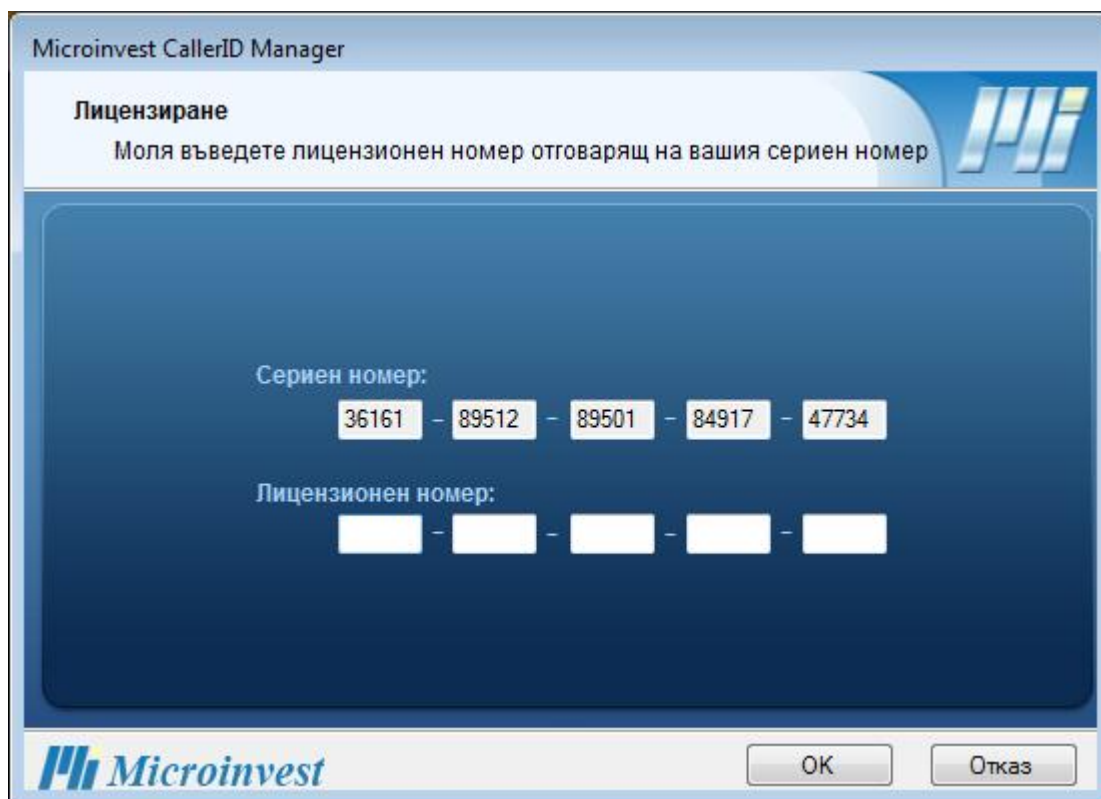 Microinvest CallerID Manager
Лицензиране
Моля въведете лицензионен номер отговарящ на вашия сериен номер
Сериен номер:
36161 - 89512 - 89501 - 84917 - 47734
Лицензионен номер:
- - - -
Microinvest OK Отказ